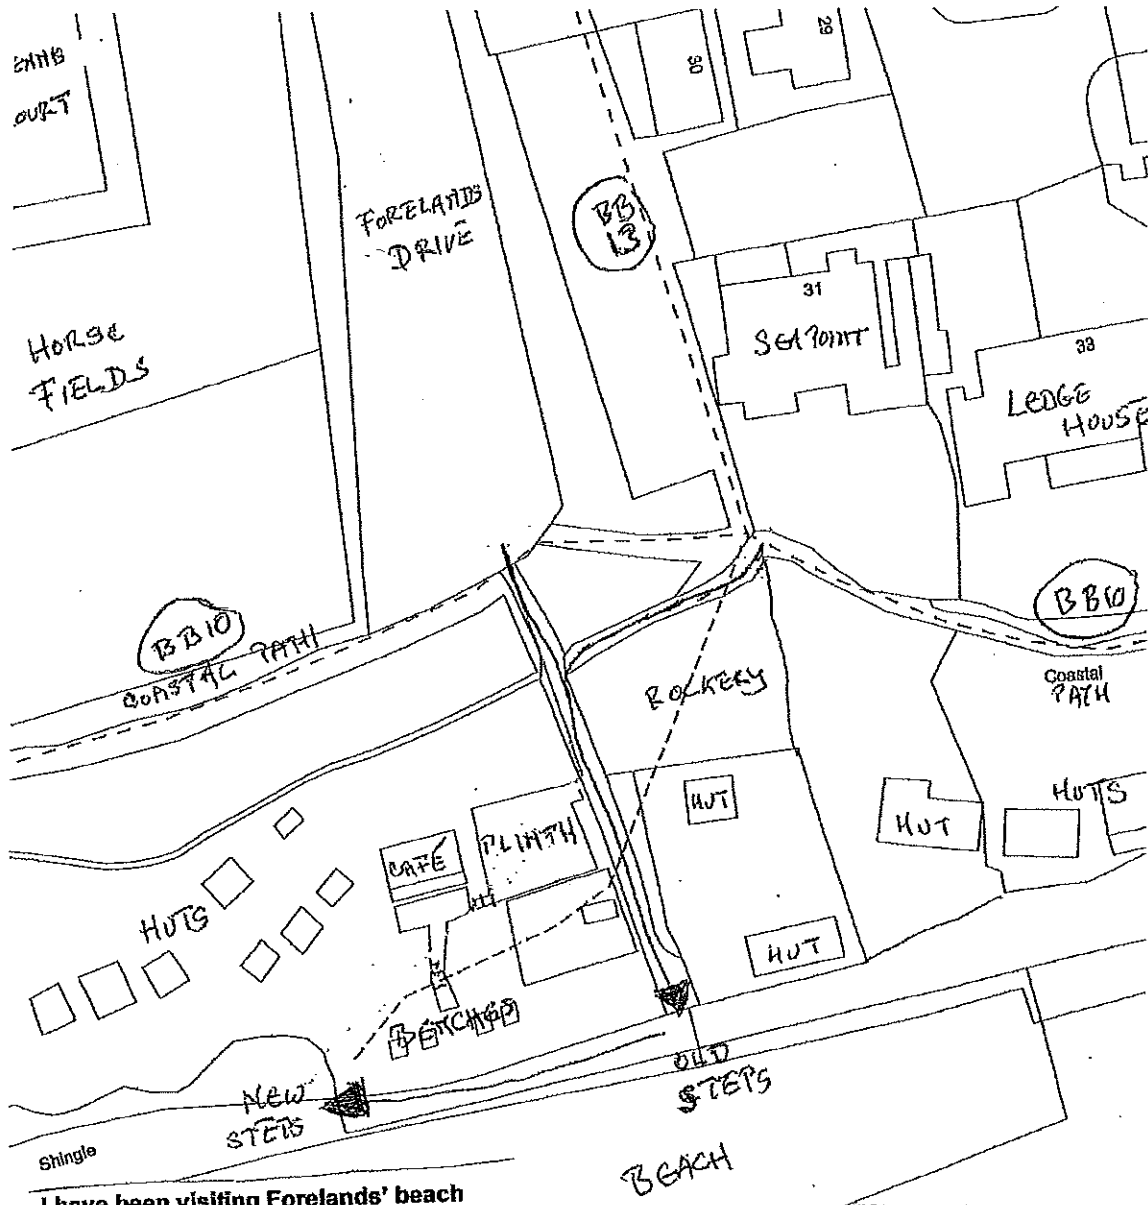 29
30
OURT
FORELANDS
DRIVE
BB
13
31
SEAPOINT
33
HORSE
FIELDS
LEDGE
HOUSE
BB10
COASTAL PATH
BB10
Coastal
PATH
ROCKERY
HUT
HUTS
HUT
CAFÉ
PLINTH
HUTS
HUT
BENCHES
NEW
STEPS
OLD
STEPS
Shingle
BEACH
I have been visiting Forelands' beach